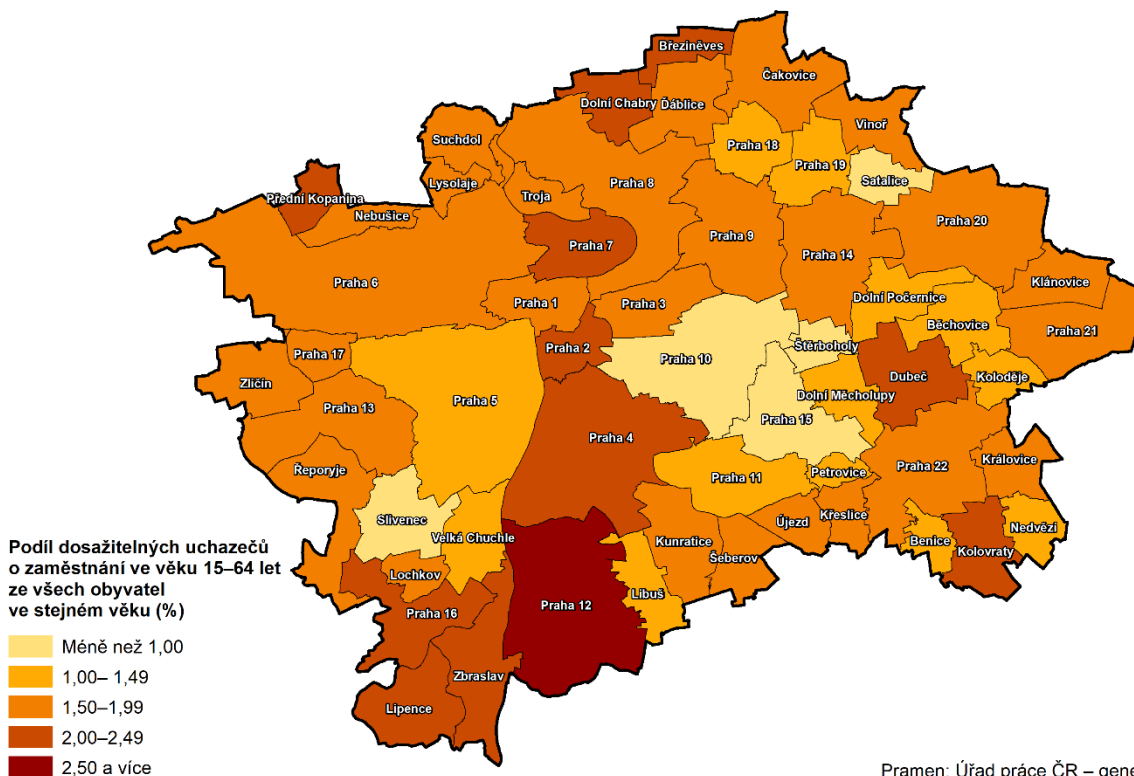 Březiněves
Čakovice
Dolní Chabry
Ďáblice
Vinoř
Suchdol
Praha 18
Praha 19
Satalice
Lysolaje
Praha 8
Přední Kopanina
Troja
Nebušice
Praha 20
Praha 7
Praha 9
Praha 14
Praha 6
Klánovice
Praha 1
Praha 3
Dolní Počernice
Běchovice
Praha 21
Praha 2
Štěrboholy
Praha 17
Praha 10
Dubeč
Koloděje
Zličín
Praha 5
Dolní Měcholupy
Praha 13
Praha 15
Praha 4
Řeporyje
Praha 11
Petrovice
Praha 22
Královice
Slivenec
Křeslice
Újezd
Nedvězí
Velká Chuchle
Kunratice
Benice
Kolovraty
Šeberov
Lochkov
Libuš
Praha 12
Praha 16
Zbraslav
Lipence
Podíl dosažitelných uchazečů
o zaměstnání ve věku 15–64 let
ze všech obyvatel
ve stejném věku (%)
Méně než 1,00
1,00– 1,49
1,50–1,99
2,00–2,49
2,50 a více
Pramen: Úřad práce ČR – gene